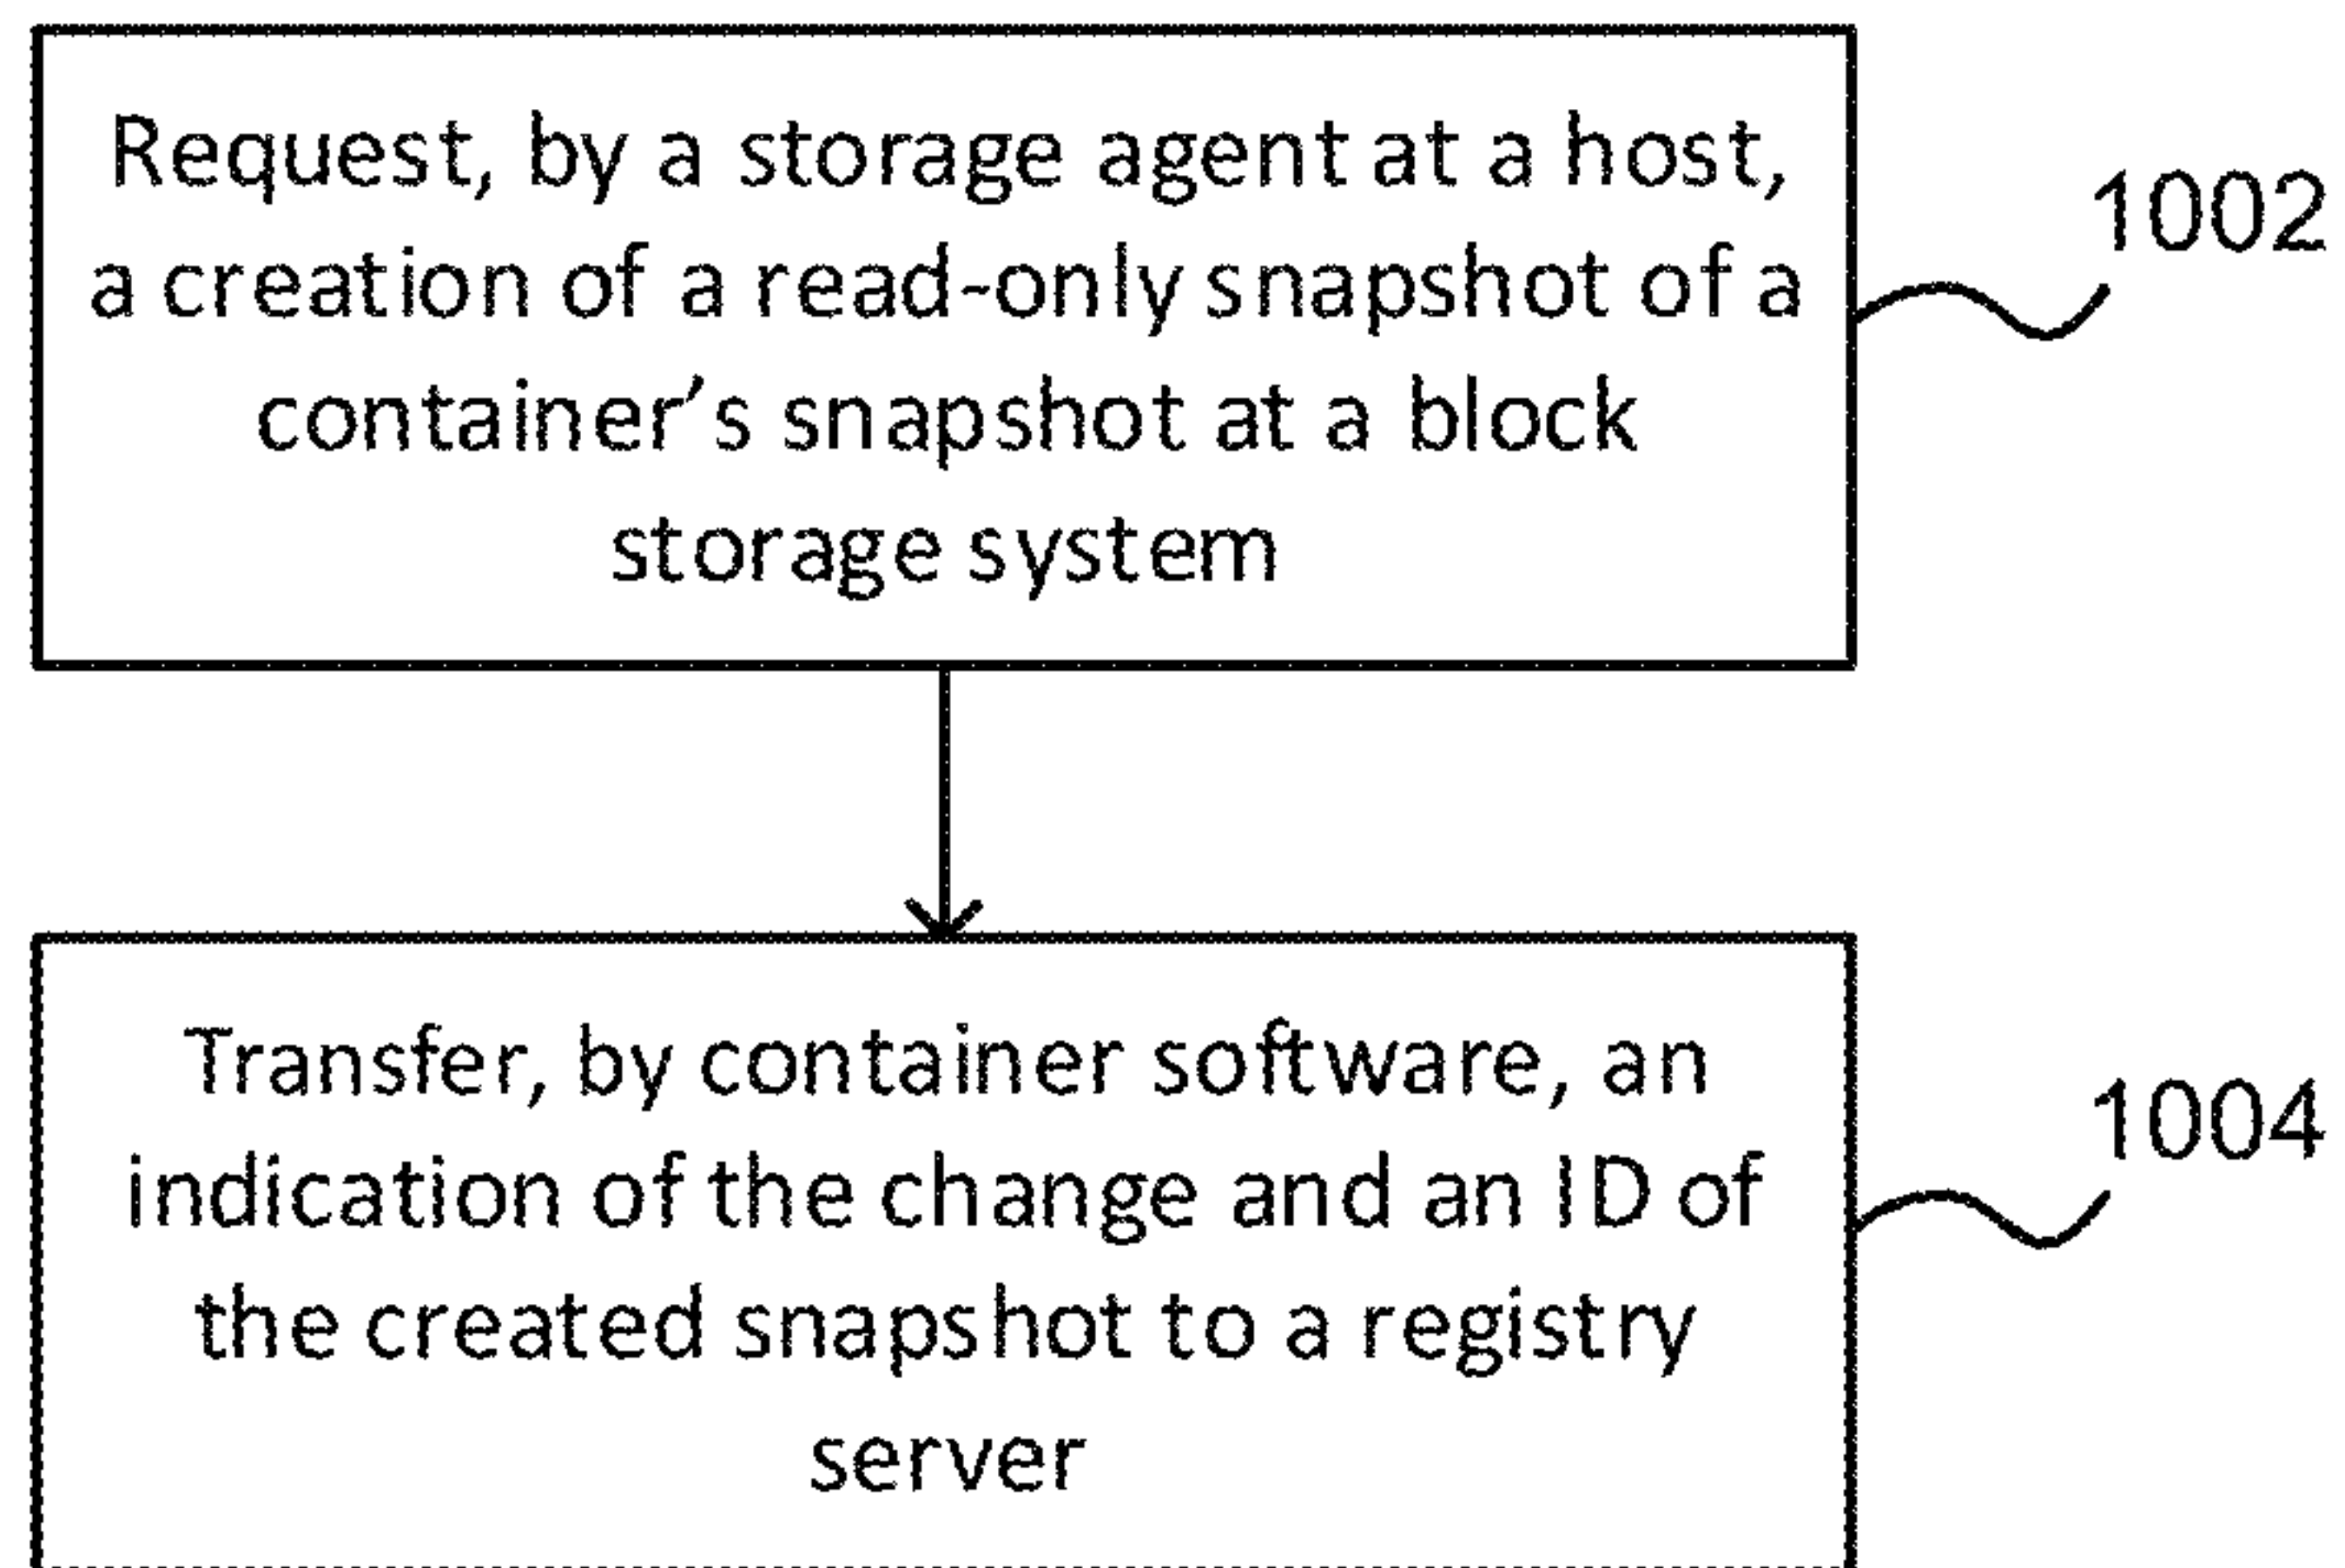 Request, by a storage agent at a host,
a creation of a read-only snapshot of a
container's snapshot at a block
storage system
1002
Transfer, by container software, an
indication of the change and an ID of
the created snapshot to a registry
server
1004